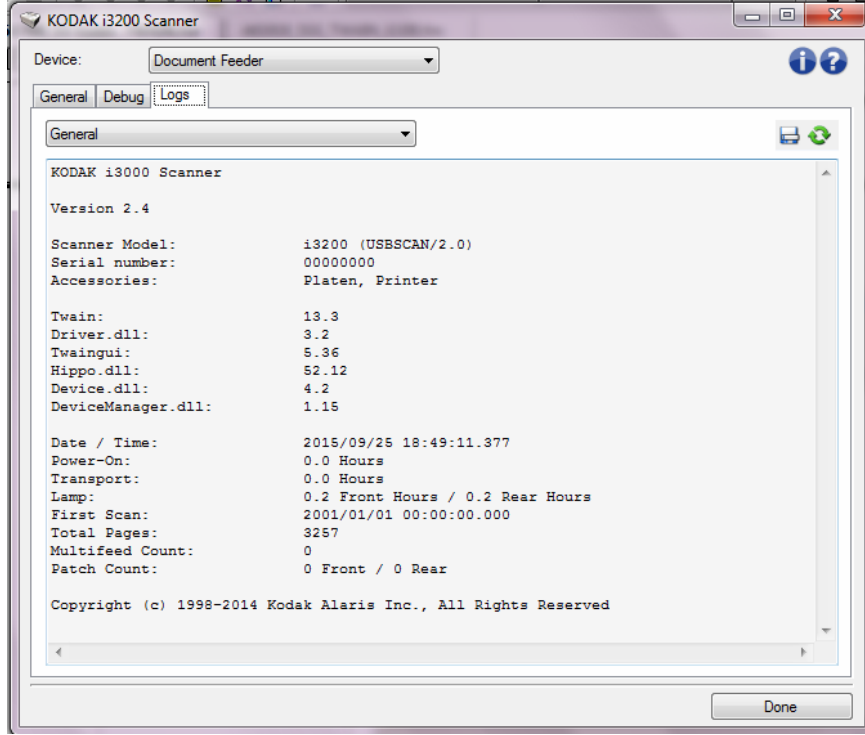 KODAK i3200 Scanner
Device: Document Feeder
General Debug Logs
General
KODAK i3000 Scanner
Version 2.4
Scanner Model: i3200 (USBSCAN/2.0)
Serial number: 00000000
Accessories: Platen, Printer
Twain: 13.3
Driver.dll: 3.2
Twaingui: 5.36
Hippo.dll: 52.12
Device.dll: 4.2
DeviceManager.dll: 1.15
Date / Time: 2015/09/25 18:49:11.377
Power-On: 0.0 Hours
Transport: 0.0 Hours
Lamp: 0.2 Front Hours / 0.2 Rear Hours
First Scan: 2001/01/01 00:00:00.000
Total Pages: 3257
Multifeed Count: 0
Patch Count: 0 Front / 0 Rear
Copyright (c) 1998-2014 Kodak Alaris Inc., All Rights Reserved
Done